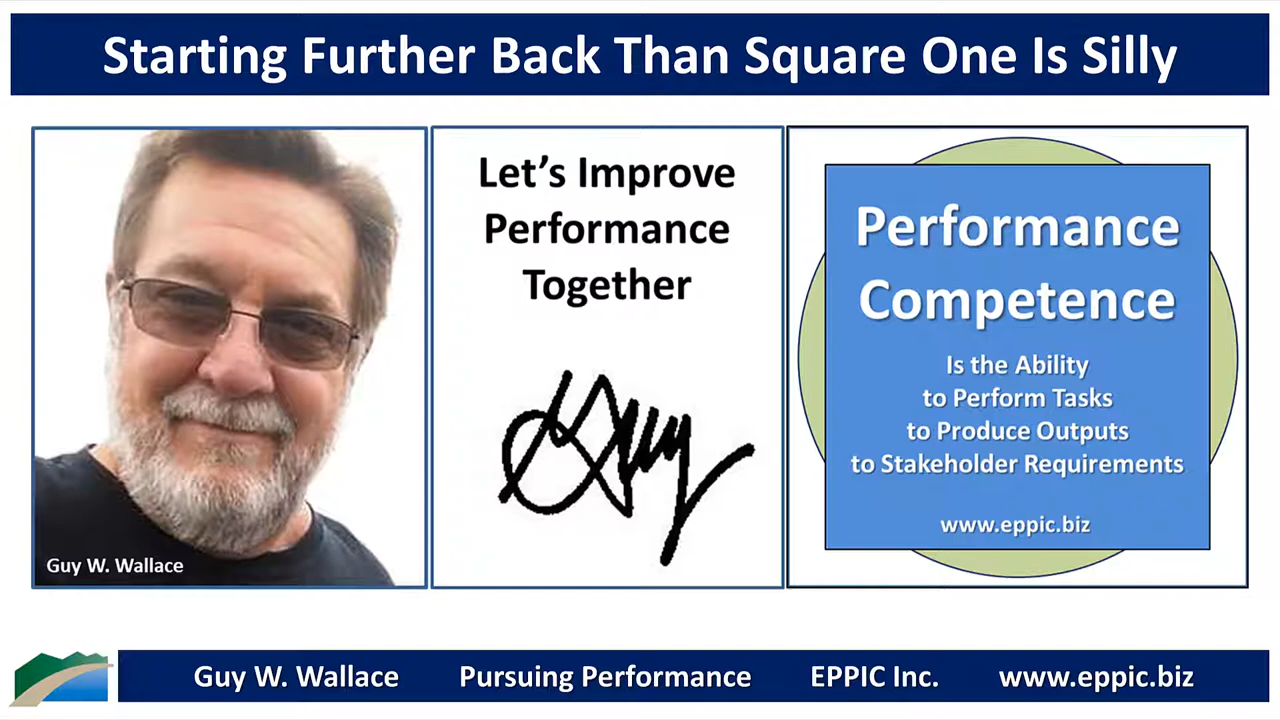 Starting Further Back Than Square One Is Silly
Guy W. Wallace
Let's Improve
Performance
Together
Guy
Performance
Competence
Is the Ability
to Perform Tasks
to Produce Outputs
to Stakeholder Requirements
www.eppic.biz
Guy W. Wallace Pursuing Performance EPPIC Inc. www.eppic.biz